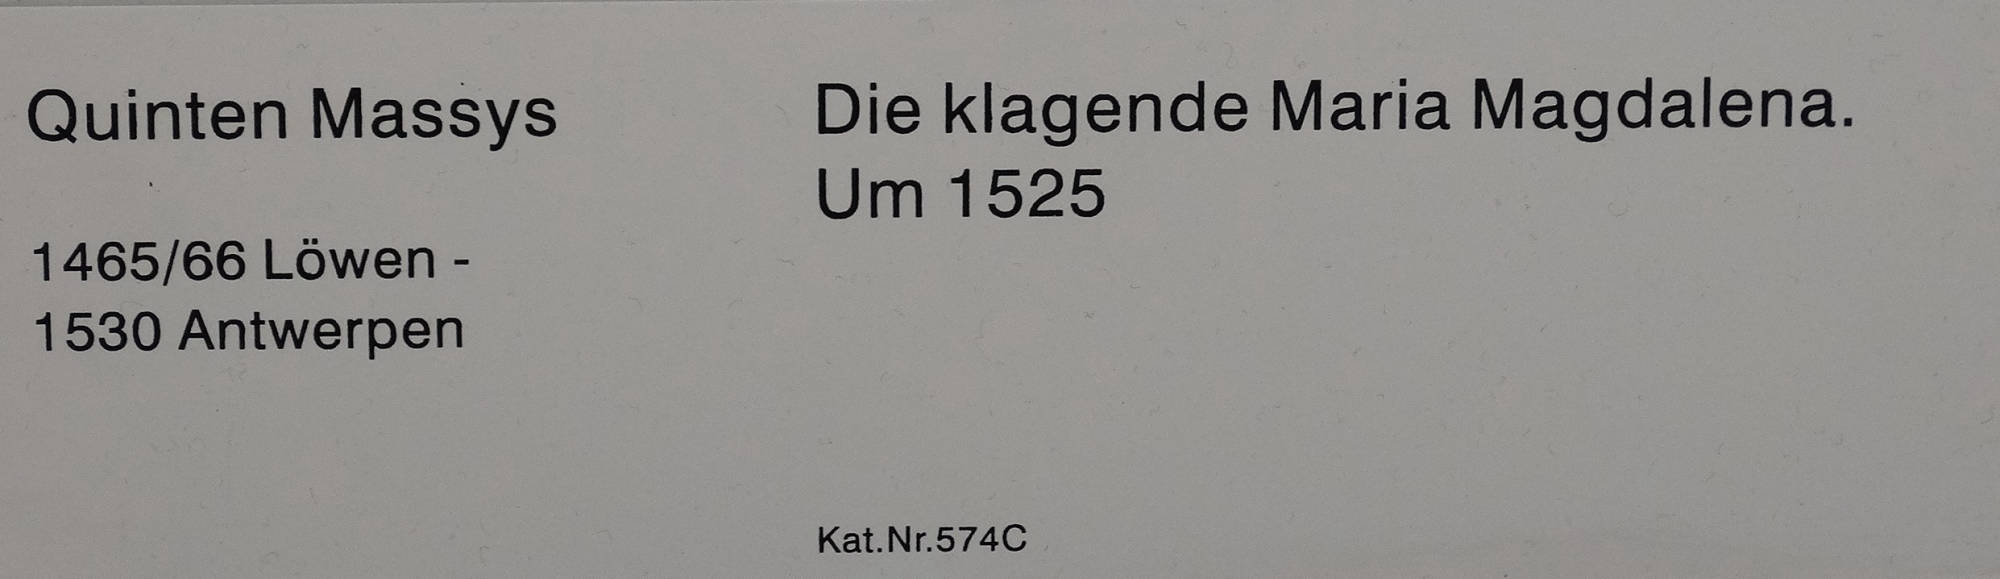 Quinten Massys
1465/66 Löwen -
1530 Antwerpen
Die klagende Maria Magdalena.
Um 1525
Kat.Nr.574C